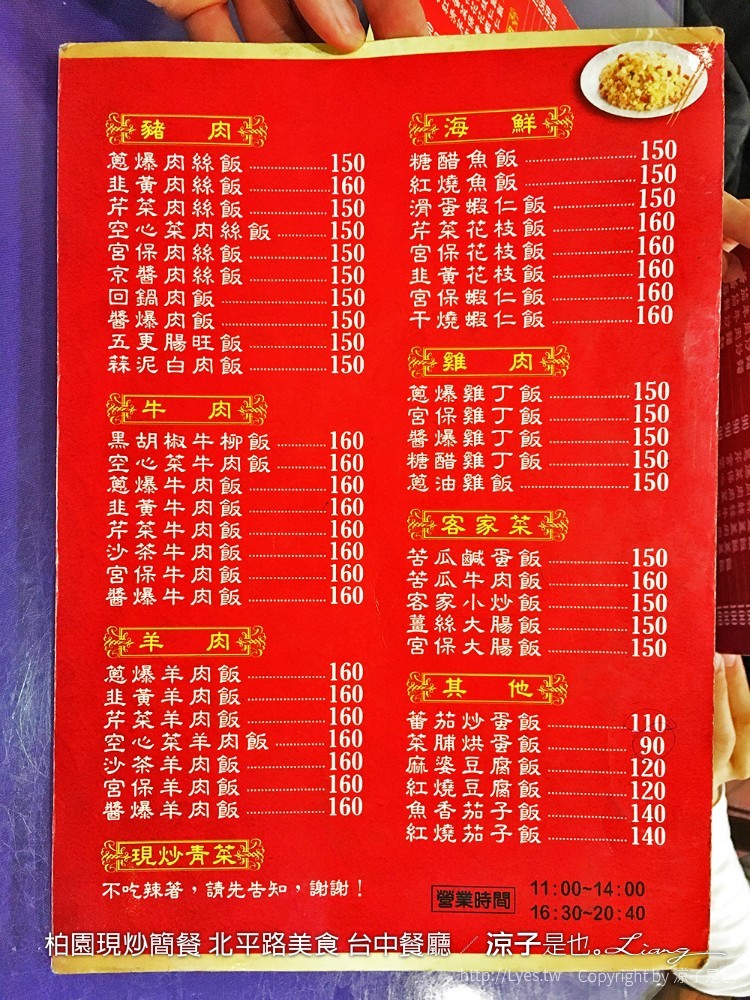 豬肉
蔥爆肉絲飯 150
韭黃肉絲飯 160
芹菜肉絲飯 150
空心菜肉絲飯 150
宮保肉絲飯 150
京醬肉絲飯 150
回鍋肉飯 150
醬爆肉飯 150
五更腸旺飯 150
蒜泥白肉飯 150
牛肉
黑胡椒牛柳飯 160
空心菜牛肉飯 160
蔥爆牛肉飯 160
韭黃牛肉飯 160
芹菜牛肉飯 160
沙茶牛肉飯 160
宮保牛肉飯 160
醬爆牛肉飯 160
羊肉
蔥爆羊肉飯 160
韭黃羊肉飯 160
芹菜羊肉飯 160
空心菜羊肉飯 160
沙茶羊肉飯 160
宮保羊肉飯 160
醬爆羊肉飯 160
現炒青菜
不吃辣著，請先告知，謝謝！
海鮮
糖醋魚飯 150
紅燒魚飯 150
滑蛋蝦仁飯 150
芹菜花枝飯 160
宮保花枝飯 160
韭黃花枝飯 160
宮保蝦仁飯 160
干燒蝦仁飯 160
雞肉
蔥爆雞丁飯 150
宮保雞丁飯 150
醬爆雞丁飯 150
糖醋雞丁飯 150
蔥油雞飯 150
客家菜
苦瓜鹹蛋飯 150
苦瓜牛肉飯 160
客家小炒飯 150
薑絲大腸飯 150
宮保大腸飯 150
其他
蕃茄炒蛋飯 110
菜脯烘蛋飯 90
麻婆豆腐飯 120
紅燒豆腐飯 120
魚香茄子飯 140
紅燒茄子飯 140
營業時間
11:00~14:00
16:30~20:40
柏園現炒簡餐 北平路美食 台中餐廳 / 涼子是也。Liang
http://Lyes.tw Copyright by 涼子是也